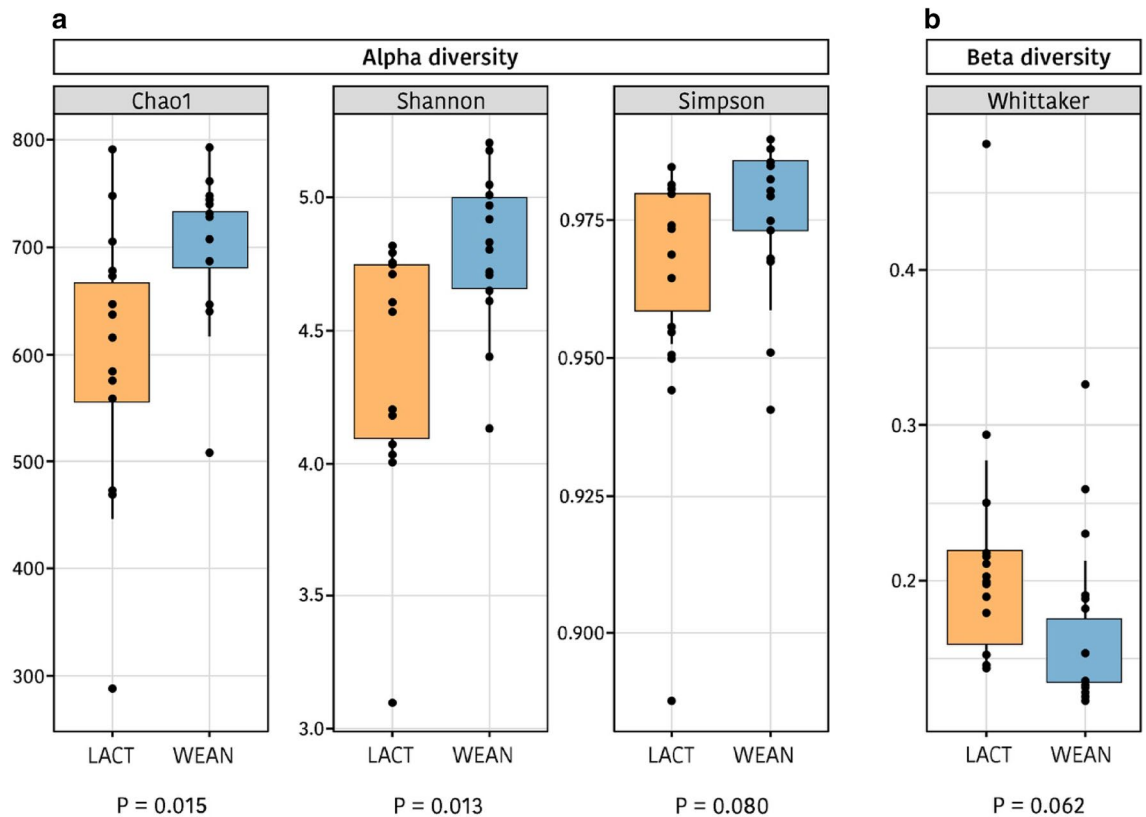 a
b
Alpha diversity
Beta diversity
Chao1
Shannon
Simpson
Whittaker
800
700
600
500
400
300
5.0
4.5
4.0
3.5
3.0
0.975
0.950
0.925
0.900
0.4
0.3
0.2
LACT WEAN
LACT WEAN
LACT WEAN
LACT WEAN
P = 0.015
P = 0.013
P = 0.080
P = 0.062